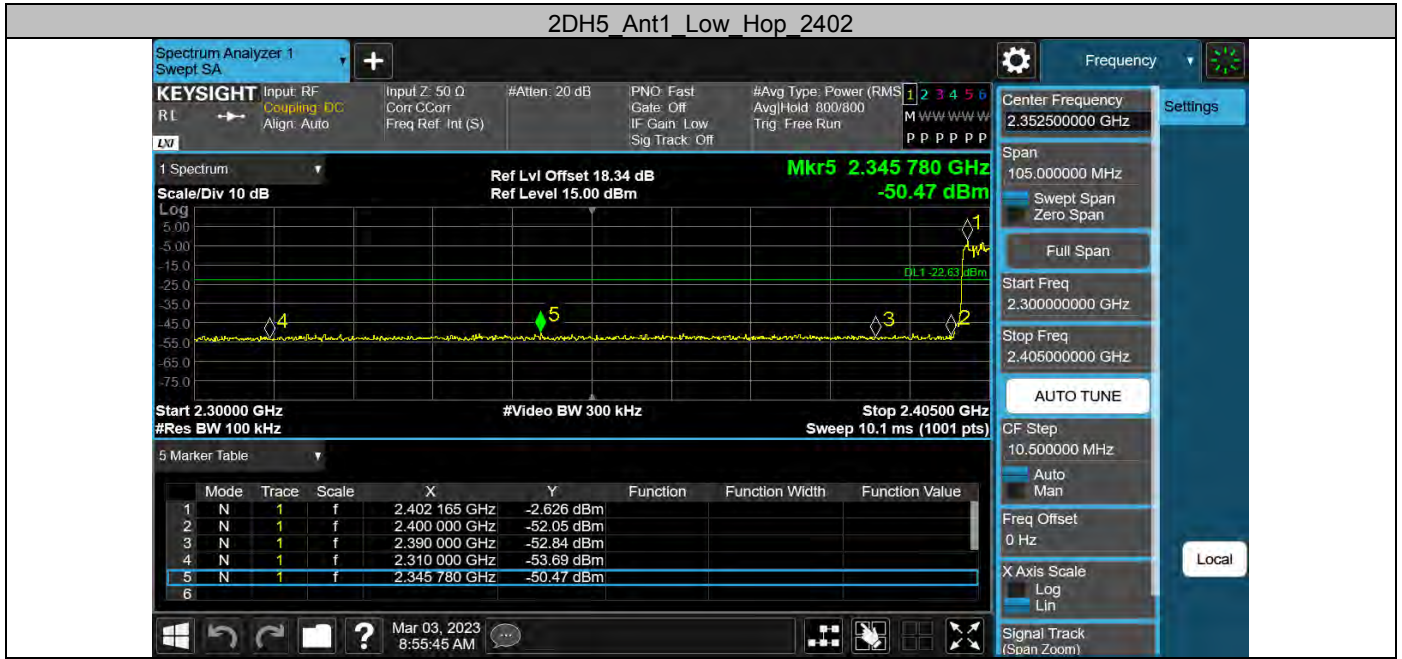 2DH5_Ant1_Low_Hop_2402
Spectrum Analyzer 1
Swept SA
+
Frequency
KEYSIGHT
RL
LXI
Input: RF
Coupling: DC
Align: Auto
Input Z: 50 Ω
Corr CCorr
Freq Ref: Int (S)
#Atten: 20 dB
PNO: Fast
Gate: Off
IF Gain: Low
Sig Track: Off
#Avg Type: Power (RMS
Avg|Hold: 800/800
Trig: Free Run
1 2 3 4 5 6
M W W W W W
P P P P P P
1 Spectrum
Scale/Div 10 dB
Ref Lvl Offset 18.34 dB
Ref Level 15.00 dBm
Mkr5 2.345 780 GHz
-50.47 dBm
Log
5.00
-5.00
-15.0
-25.0
-35.0
-45.0
-55.0
-65.0
-75.0
DL1 -22.63 dBm
1
2
3
4
5
Start 2.30000 GHz
#Video BW 300 kHz
Stop 2.40500 GHz
#Res BW 100 kHz
Sweep 10.1 ms (1001 pts)
5 Marker Table
Mode Trace Scale X Y Function Function Width Function Value
1 N 1 f 2.402 165 GHz -2.626 dBm
2 N 1 f 2.400 000 GHz -52.05 dBm
3 N 1 f 2.390 000 GHz -52.84 dBm
4 N 1 f 2.310 000 GHz -53.69 dBm
5 N 1 f 2.345 780 GHz -50.47 dBm
6
?
Mar 03, 2023
8:55:45 AM
Center Frequency
2.352500000 GHz
Span
105.000000 MHz
Swept Span
Zero Span
Full Span
Start Freq
2.300000000 GHz
Stop Freq
2.405000000 GHz
AUTO TUNE
CF Step
10.500000 MHz
Auto
Man
Freq Offset
0 Hz
X Axis Scale
Log
Lin
Signal Track
(Span Zoom)
Settings
Local